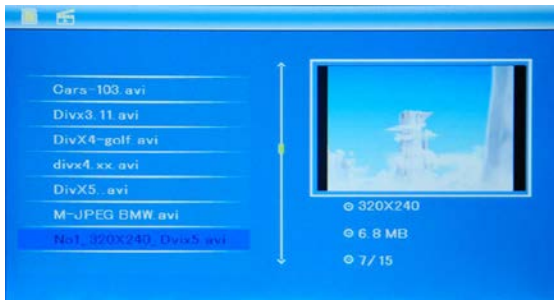 Cars-103.avi
Divx3.11.avi
DivX4-golf.avi
divx4.xx.avi
DivX5..avi
M-JPEG BMW.avi
No1_320X240_Dvix5.avi
320X240
6.8 MB
7/15